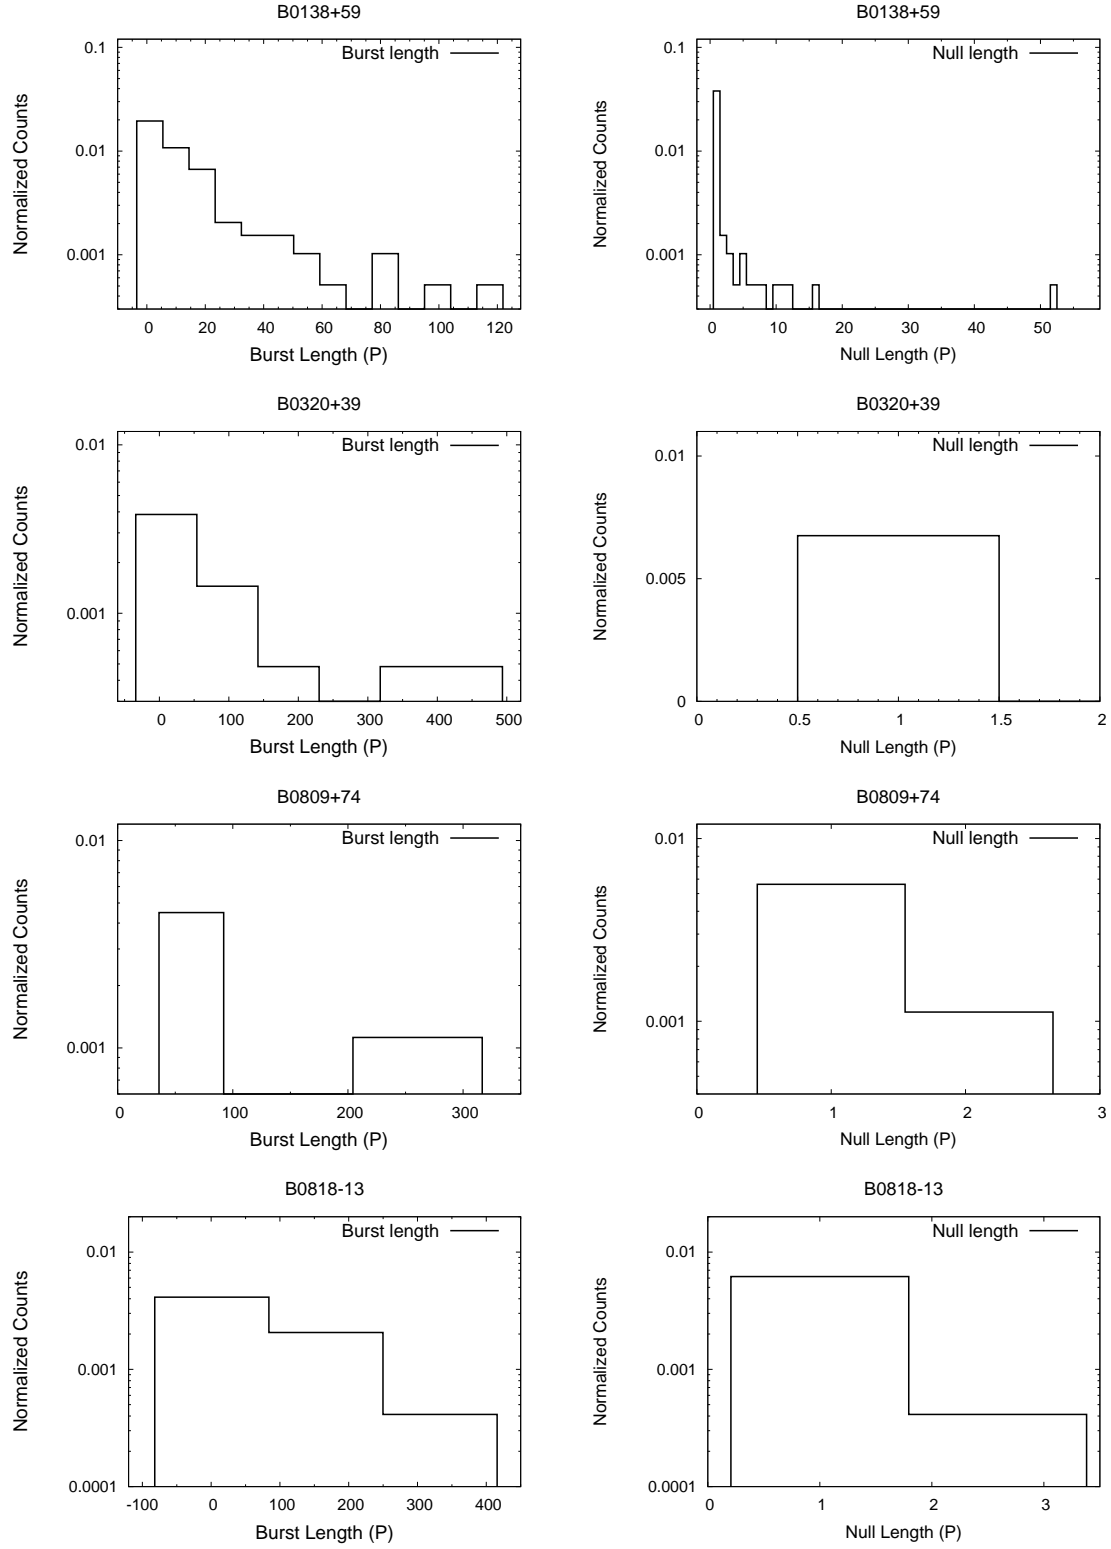 B0138+59
Burst length
0.1
0.01
0.001
Normalized Counts
0 20 40 60 80 100 120
Burst Length (P)
B0138+59
Null length
0.1
0.01
0.001
Normalized Counts
0 10 20 30 40 50
Null Length (P)
B0320+39
Burst length
0.01
0.001
Normalized Counts
0 100 200 300 400 500
Burst Length (P)
B0320+39
Null length
0.01
0.005
0
Normalized Counts
0 0.5 1 1.5 2
Null Length (P)
B0809+74
Burst length
0.01
0.001
Normalized Counts
0 100 200 300
Burst Length (P)
B0809+74
Null length
0.01
0.001
Normalized Counts
0 1 2 3
Null Length (P)
B0818-13
Burst length
0.01
0.001
0.0001
Normalized Counts
-100 0 100 200 300 400
Burst Length (P)
B0818-13
Null length
0.01
0.001
0.0001
Normalized Counts
0 1 2 3
Null Length (P)